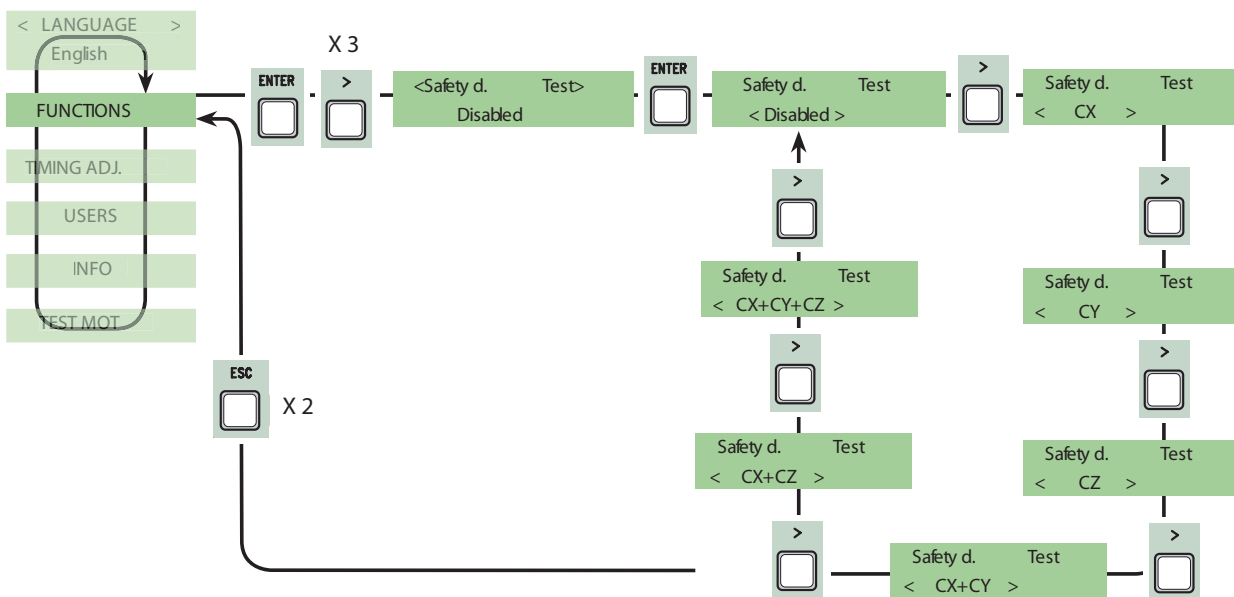 < LANGUAGE >
English
FUNCTIONS
TIMING ADJ.
USERS
INFO
TEST MOT
ENTER
X 3
>
<Safety d. Test>
Disabled
ENTER
Safety d. Test
< Disabled >
>
Safety d. Test
< CX >
>
Safety d. Test
< CY >
>
Safety d. Test
< CZ >
>
Safety d. Test
< CX+CY >
>
Safety d. Test
< CX+CZ >
>
Safety d. Test
< CX+CY+CZ >
>
ESC
X 2